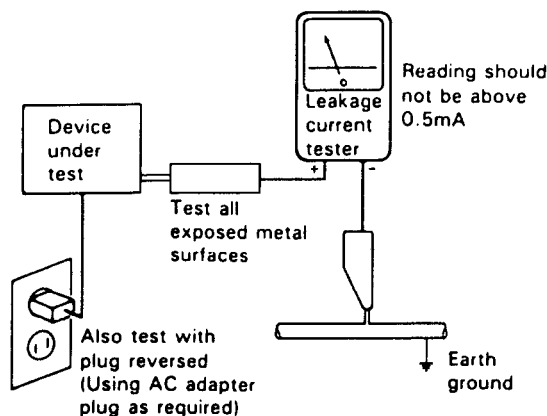 Device
under
test
Leakage
current
tester
+ -
Reading should
not be above
0.5mA
Test all
exposed metal
surfaces
Also test with
plug reversed
(Using AC adapter
plug as required)
Earth
ground